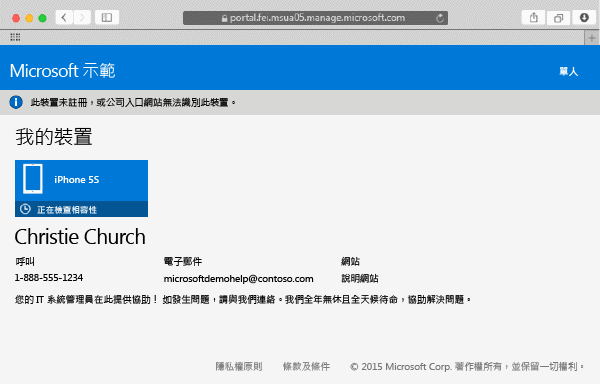 portal.fei.msua05.manage.microsoft.com
Microsoft 示範
單人
此裝置未註冊，或公司入口網站無法識別此裝置。
我的裝置
iPhone 5S
正在檢查相容性
Christie Church
呼叫 電子郵件 網站
1-888-555-1234 microsoftdemohelp@contoso.com 說明網站
您的 IT 系統管理員在此提供協助！ 如發生問題，請與我們連絡。我們全年無休且全天候待命，協助解決問題。
隱私權原則 條款及條件 © 2015 Microsoft Corp. 著作權所有，並保留一切權利。